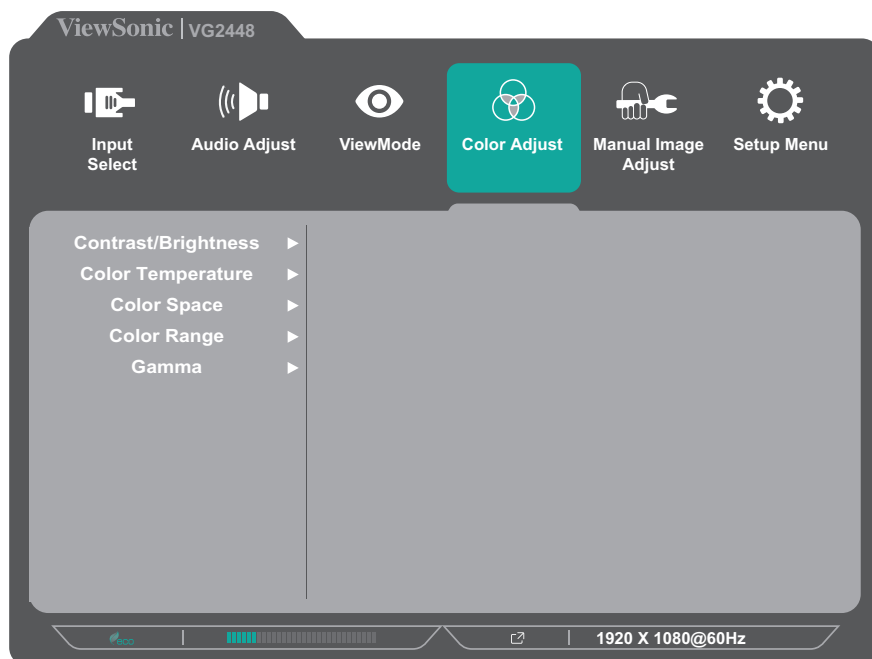 ViewSonic | VG2448
Input Select
Audio Adjust
ViewMode
Color Adjust
Manual Image Adjust
Setup Menu
Contrast/Brightness
Color Temperature
Color Space
Color Range
Gamma
eco
1920 X 1080@60Hz